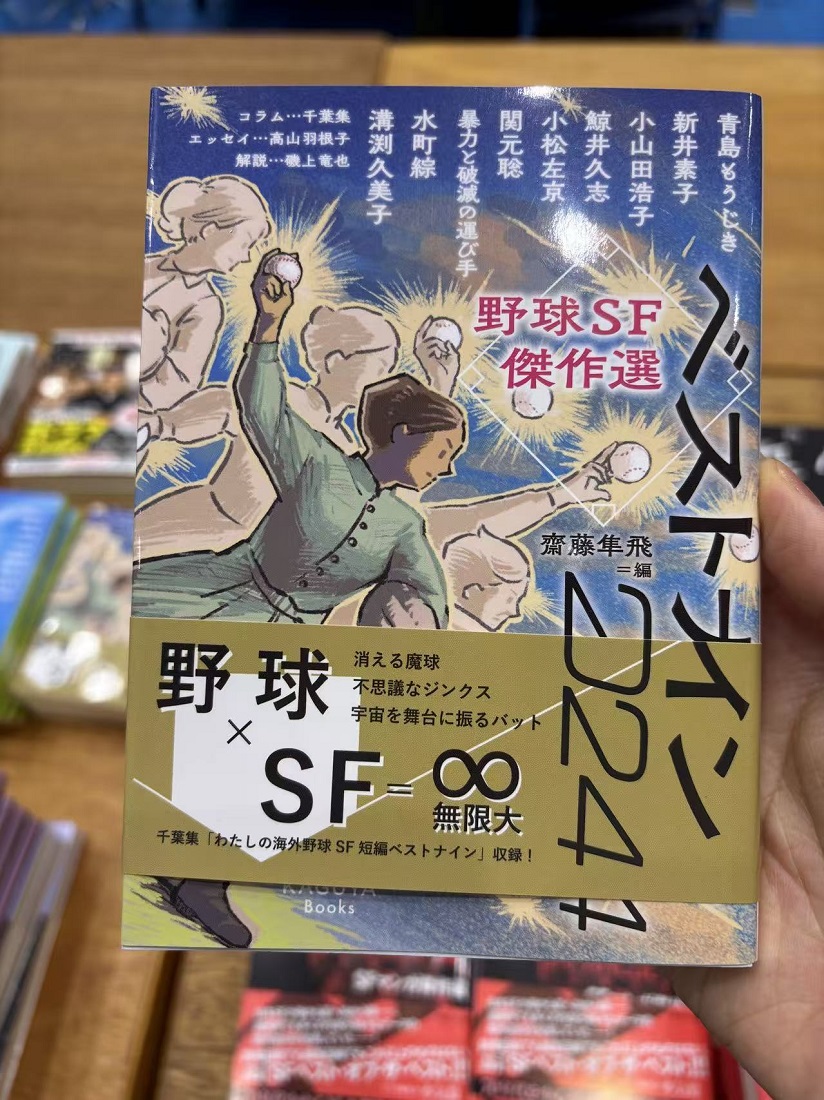 青島もうじき
新井素子
小山田浩子
鯨井久志
小松左京
関元聡
暴力と破滅の運び手
水町綜
溝渕久美子
コラム…千葉集
エッセイ…高山羽根子
解説…磯上竜也
野球SF
傑作選
ベストナイン
2024
齋藤隼飛
=編
野球
×
SF=∞
無限大
消える魔球
不思議なジンクス
宇宙を舞台に振るバット
千葉集「わたしの海外野球SF短編ベストナイン」収録！
KAGUYA
Books